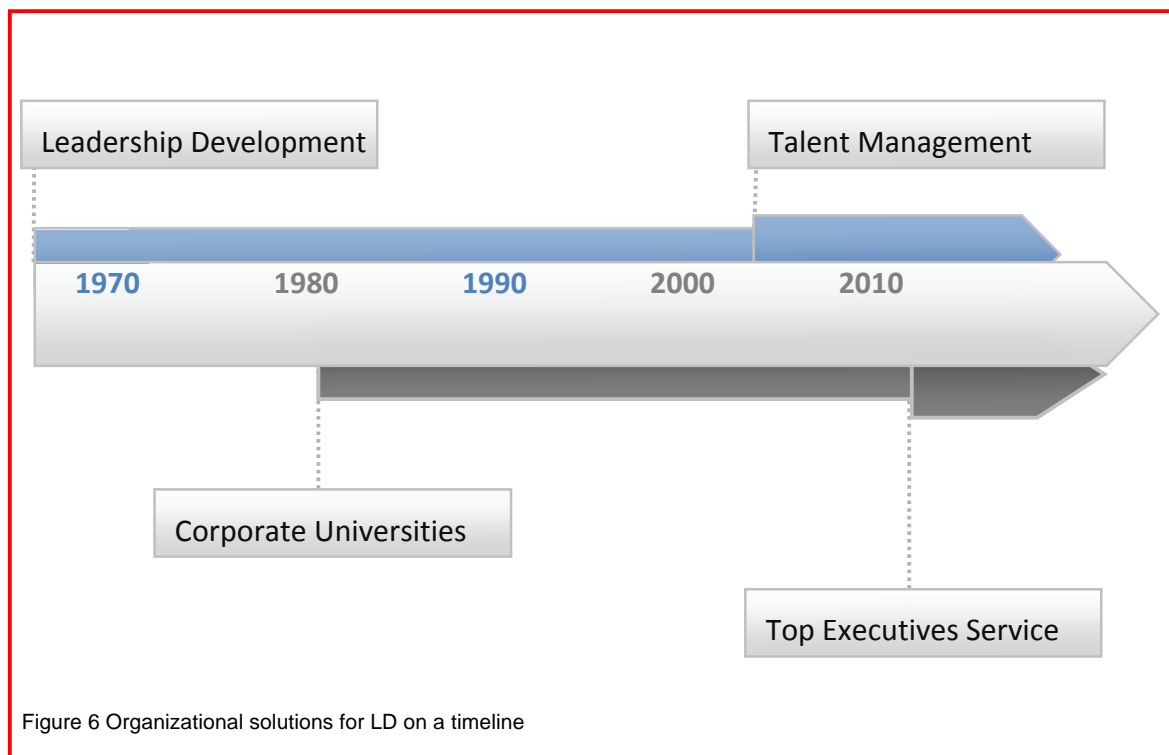 Leadership Development
Talent Management
1970 1980 1990 2000 2010
Corporate Universities
Top Executives Service
Figure 6 Organizational solutions for LD on a timeline